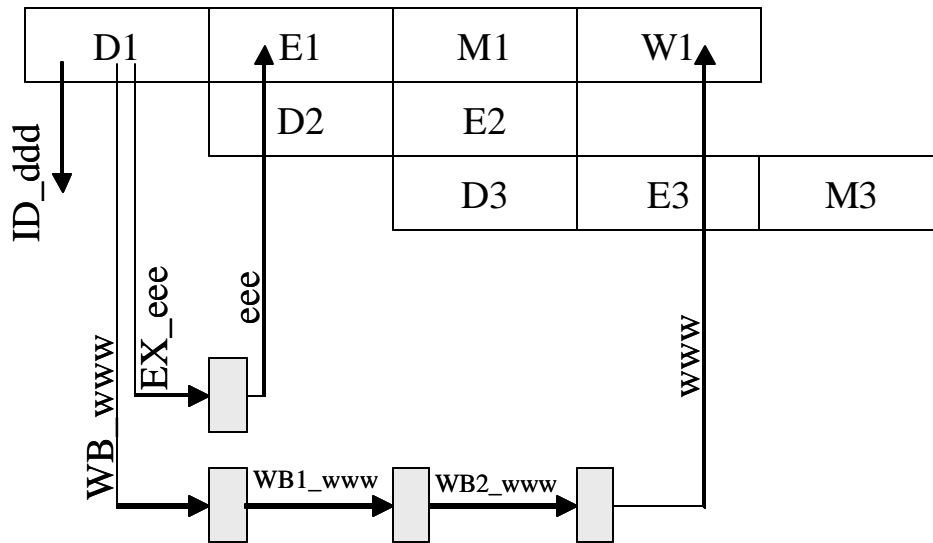 D1 E1 M1 W1
D2 E2
D3 E3 M3
ID_ddd
WB_www
EX_eee
eee
www
WB1_www
WB2_www